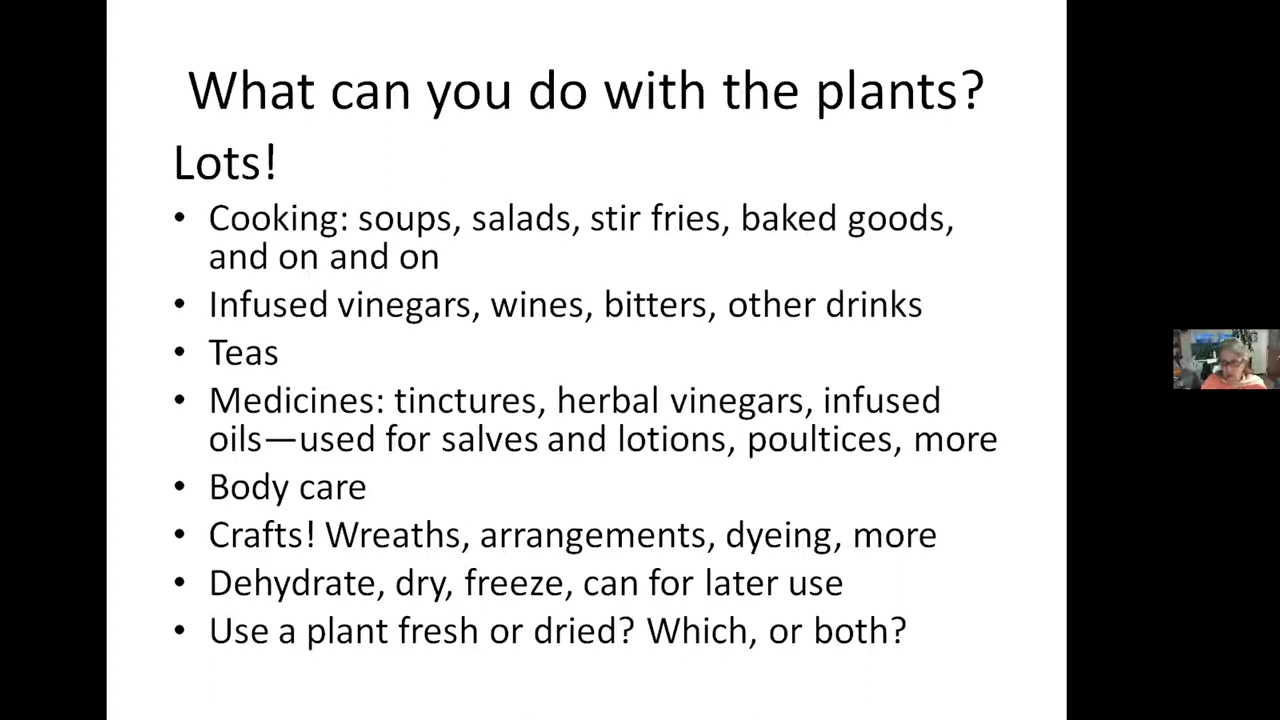 What can you do with the plants?
Lots!
• Cooking: soups, salads, stir fries, baked goods,
and on and on
• Infused vinegars, wines, bitters, other drinks
• Teas
• Medicines: tinctures, herbal vinegars, infused
oils—used for salves and lotions, poultices, more
• Body care
• Crafts! Wreaths, arrangements, dyeing, more
• Dehydrate, dry, freeze, can for later use
• Use a plant fresh or dried? Which, or both?